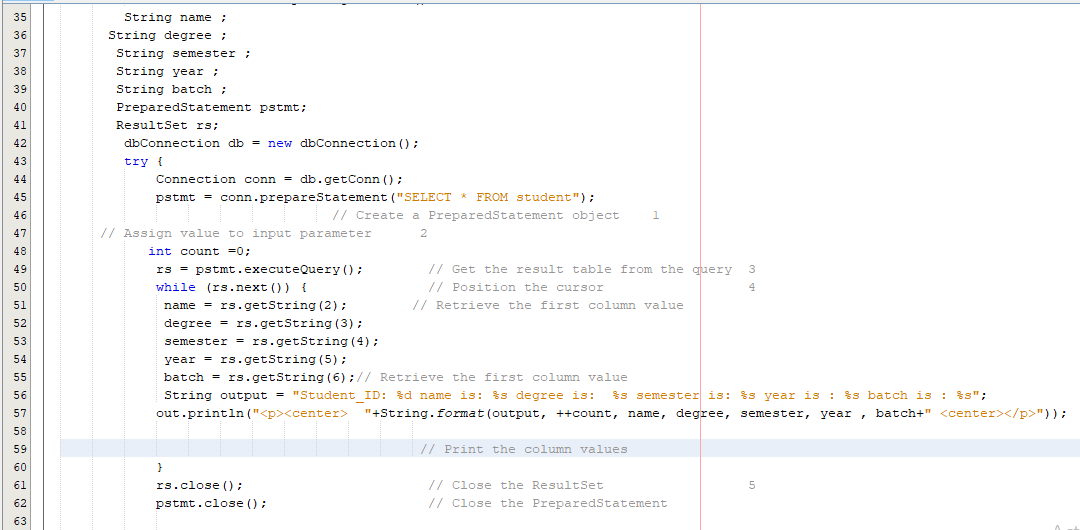 35 String name ;
36 String degree ;
37 String semester ;
38 String year ;
39 String batch ;
40 PreparedStatement pstmt;
41 ResultSet rs;
42 dbConnection db = new dbConnection();
43 try {
44 Connection conn = db.getConn();
45 pstmt = conn.prepareStatement("SELECT * FROM student");
46 // Create a PreparedStatement object 1
47 // Assign value to input parameter 2
48 int count =0;
49 rs = pstmt.executeQuery(); // Get the result table from the query 3
50 while (rs.next()) { // Position the cursor 4
51 name = rs.getString(2); // Retrieve the first column value
52 degree = rs.getString(3);
53 semester = rs.getString(4);
54 year = rs.getString(5);
55 batch = rs.getString(6);// Retrieve the first column value
56 String output = "Student_ID: %d name is: %s degree is:  %s semester is: %s year is : %s batch is : %s";
57 out.println("<p><center>  "+String.format(output, ++count, name, degree, semester, year , batch+" <center></p>"));
58
59 // Print the column values
60 }
61 rs.close(); // Close the ResultSet 5
62 pstmt.close(); // Close the PreparedStatement
63